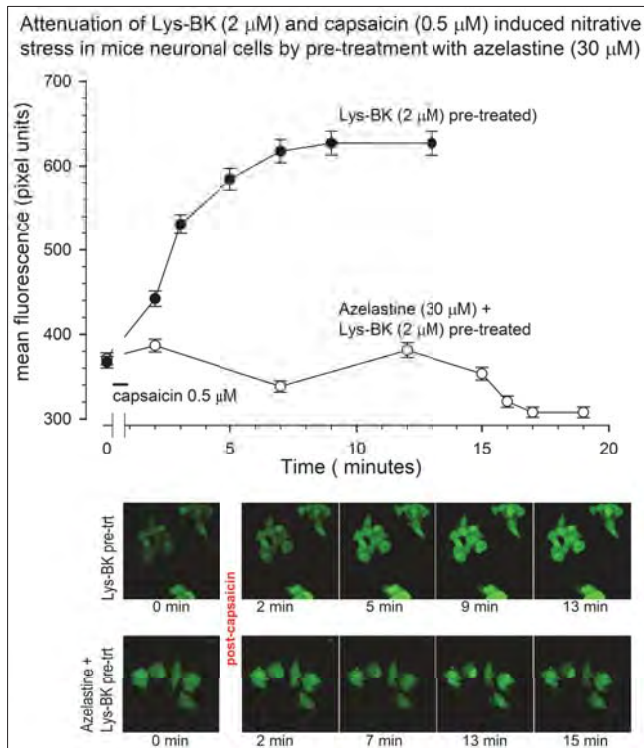 Attenuation of Lys-BK (2 μM) and capsaicin (0.5 μM) induced nitrative
stress in mice neuronal cells by pre-treatment with azelastine (30 μM)
700
600
500
400
300
mean fluorescence (pixel units)
Lys-BK (2 μM) pre-treated)
Azelastine (30 μM) +
Lys-BK (2 μM) pre-treated
capsaicin 0.5 μM
0 5 10 15 20
Time ( minutes)
Lys-BK pre-trt
0 min 2 min 5 min 9 min 13 min
post-capsaicin
Azelastine +
Lys-BK pre-trt
0 min 2 min 7 min 13 min 15 min